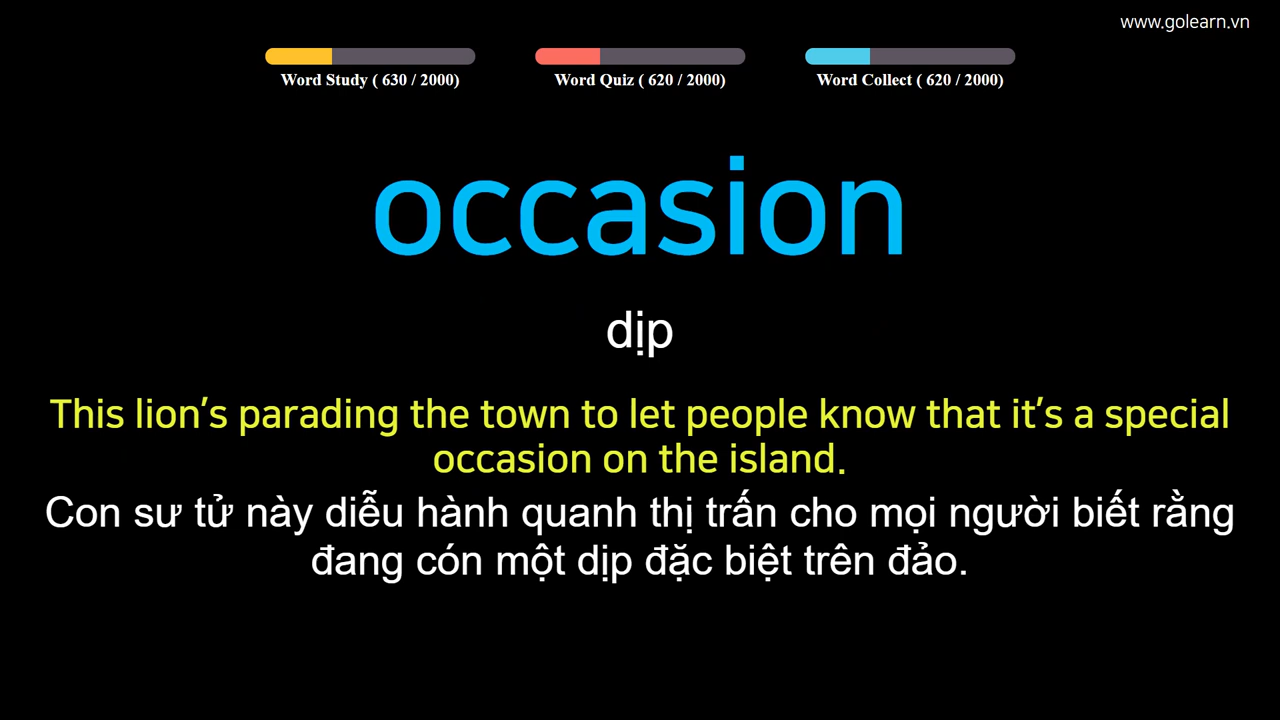 www.golearn.vn
Word Study ( 630 / 2000)
Word Quiz ( 620 / 2000)
Word Collect ( 620 / 2000)
occasion
dịp
This lion’s parading the town to let people know that it’s a special
occasion on the island.
Con sư tử này diễu hành quanh thị trấn cho mọi người biết rằng
đang cón một dịp đặc biệt trên đảo.